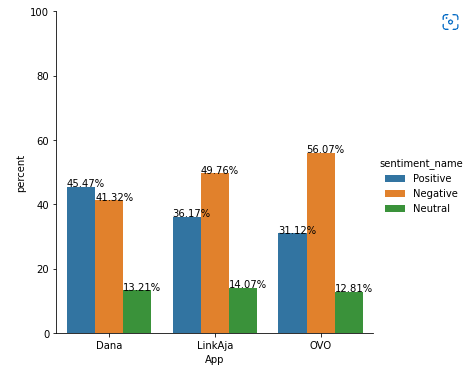 100
80
60
40
20
0
percent
45.47%
41.32%
13.21%
36.17%
49.76%
14.07%
31.12%
56.07%
12.81%
Dana
LinkAja
OVO
App
sentiment_name
Positive
Negative
Neutral